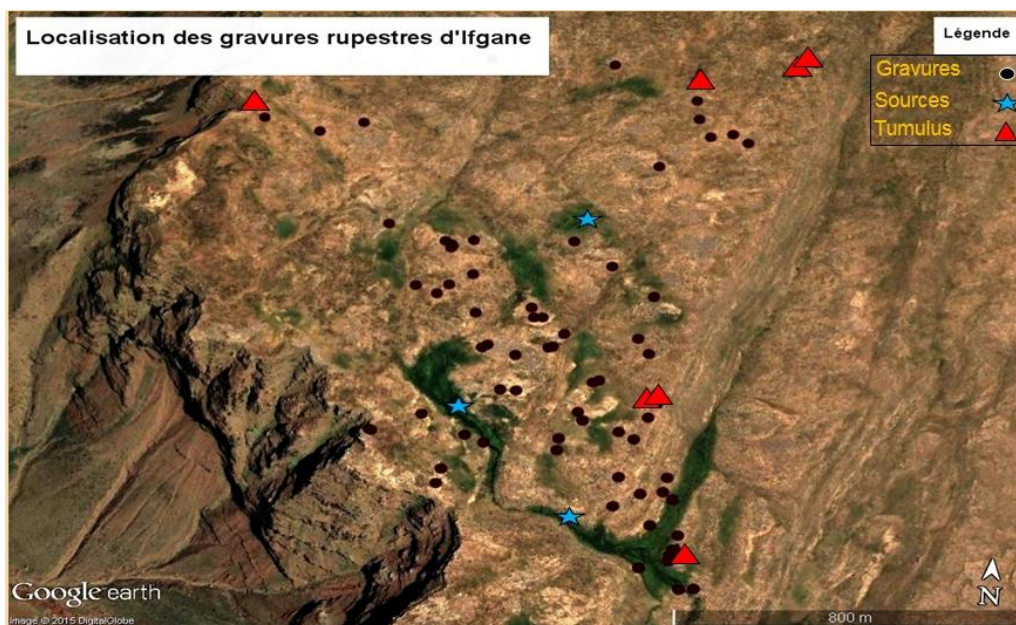 Localisation des gravures rupestres d'Ifgane
Légende
Gravures
Sources
Tumulus
Google earth
Image © 2015 DigitalGlobe
800 m
N